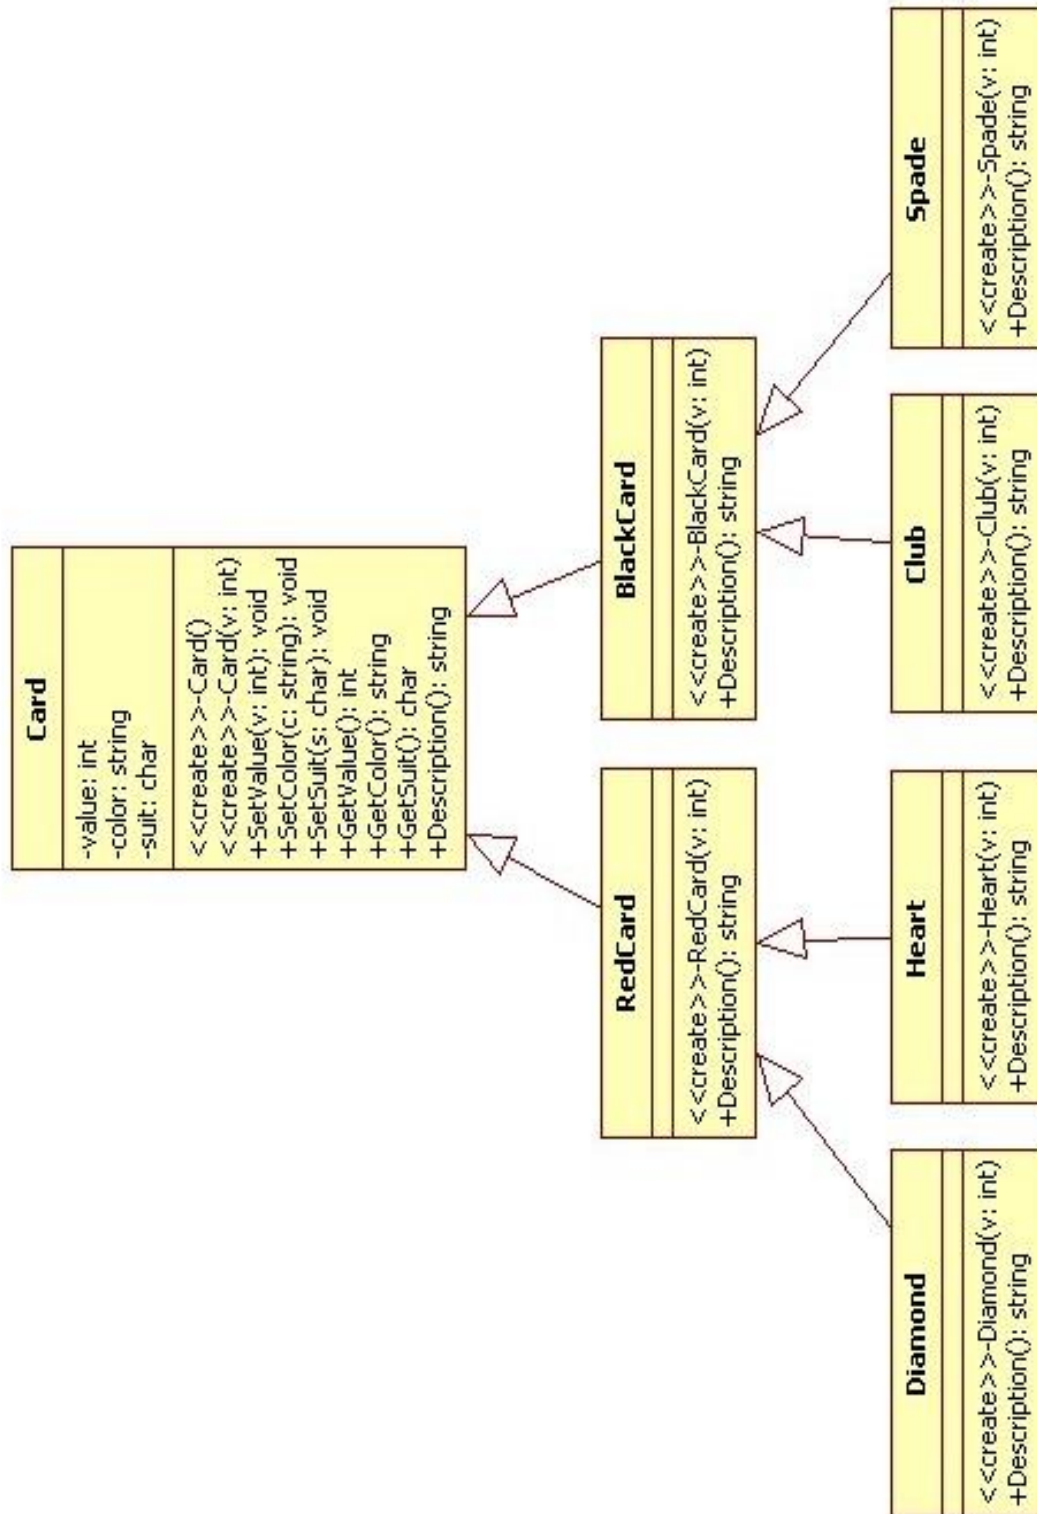 Card
-value: int
-color: string
-suit: char
<<create>>-Card()
<<create>>-Card(v: int)
+SetValue(v: int): void
+SetColor(c: string): void
+SetSuit(s: char): void
+GetValue(): int
+GetColor(): string
+GetSuit(): char
+Description(): string
RedCard
<<create>>-RedCard(v: int)
+Description(): string
BlackCard
<<create>>-BlackCard(v: int)
+Description(): string
Diamond
<<create>>-Diamond(v: int)
+Description(): string
Heart
<<create>>-Heart(v: int)
+Description(): string
Club
<<create>>-Club(v: int)
+Description(): string
Spade
<<create>>-Spade(v: int)
+Description(): string